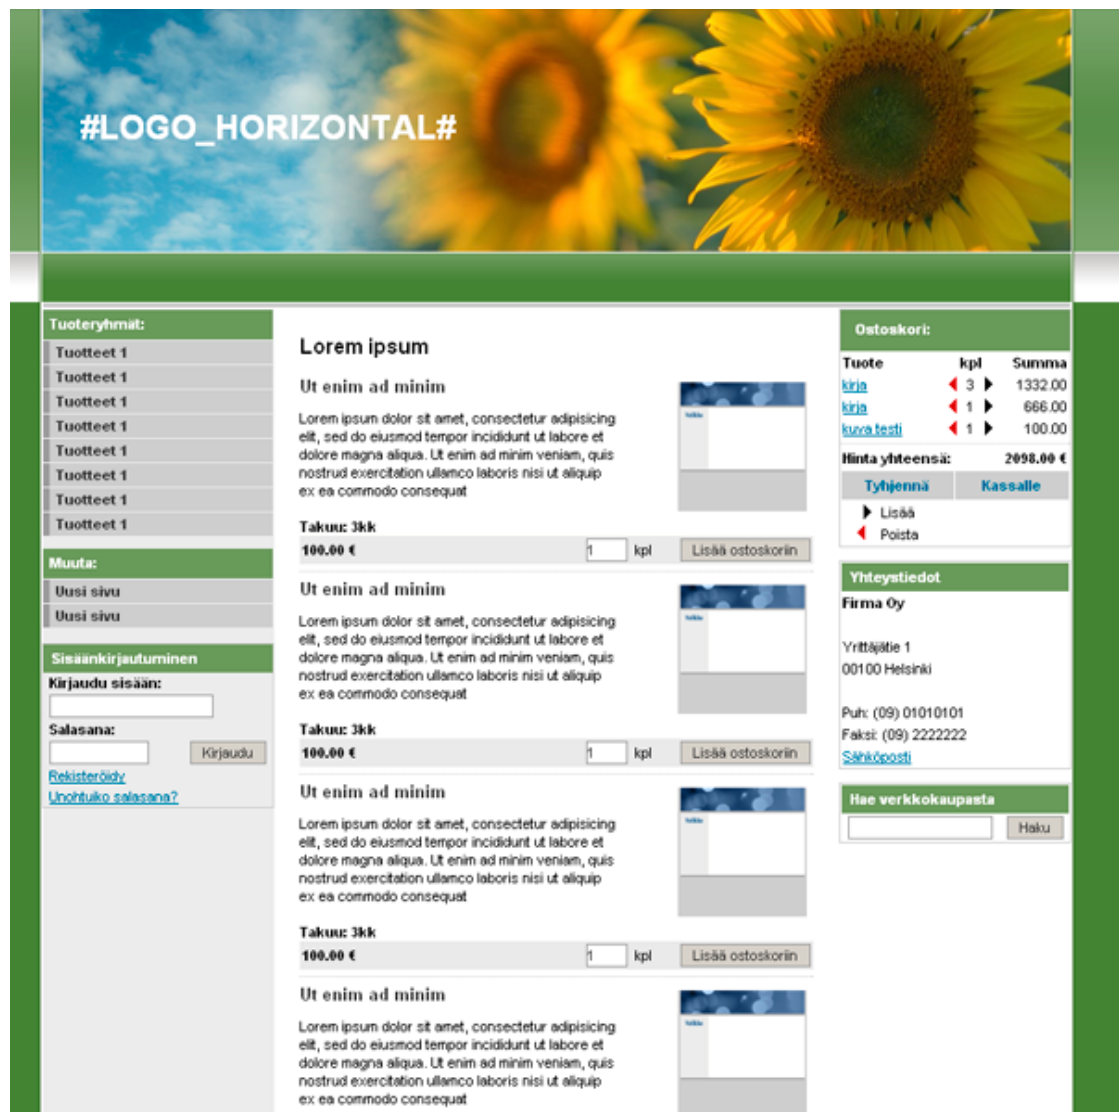 #LOGO_HORIZONTAL#
Tuoteryhmät:
Tuotteet 1
Tuotteet 1
Tuotteet 1
Tuotteet 1
Tuotteet 1
Tuotteet 1
Tuotteet 1
Tuotteet 1
Muuta:
Uusi sivu
Uusi sivu
Sisäänkirjautuminen
Kirjaudu sisään:
Salasana:
Kirjaudu
Rekisteröidy
Unohtuiko salasana?
Lorem ipsum
Ut enim ad minim
Lorem ipsum dolor sit amet, consectetur adipisicing
elit, sed do eiusmod tempor incididunt ut labore et
dolore magna aliqua. Ut enim ad minim veniam, quis
nostrud exercitation ullamco laboris nisi ut aliquip
ex ea commodo consequat
Takuu: 3kk
100.00 € 1 kpl Lisää ostoskoriin
Ut enim ad minim
Lorem ipsum dolor sit amet, consectetur adipisicing
elit, sed do eiusmod tempor incididunt ut labore et
dolore magna aliqua. Ut enim ad minim veniam, quis
nostrud exercitation ullamco laboris nisi ut aliquip
ex ea commodo consequat
Takuu: 3kk
100.00 € 1 kpl Lisää ostoskoriin
Ut enim ad minim
Lorem ipsum dolor sit amet, consectetur adipisicing
elit, sed do eiusmod tempor incididunt ut labore et
dolore magna aliqua. Ut enim ad minim veniam, quis
nostrud exercitation ullamco laboris nisi ut aliquip
ex ea commodo consequat
Takuu: 3kk
100.00 € 1 kpl Lisää ostoskoriin
Ut enim ad minim
Lorem ipsum dolor sit amet, consectetur adipisicing
elit, sed do eiusmod tempor incididunt ut labore et
dolore magna aliqua. Ut enim ad minim veniam, quis
nostrud exercitation ullamco laboris nisi ut aliquip
ex ea commodo consequat
Ostoskori:
Tuote kpl Summa
kirja 3 1332.00
kirja 1 666.00
kuva testi 1 100.00
Hinta yhteensä: 2098.00 €
Tyhjennä Kassalle
Lisää
Poista
Yhteystiedot
Firma Oy
Yrittäjätie 1
00100 Helsinki
Puh: (09) 01010101
Faksi: (09) 2222222
Sähköposti
Hae verkkokaupasta
Haku